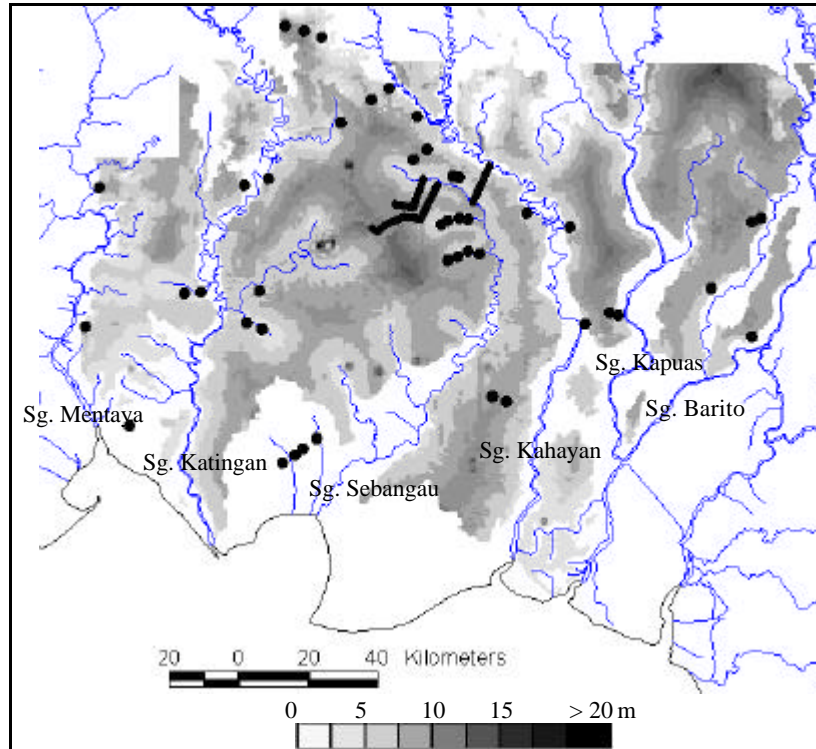 Sg. Kapuas
Sg. Mentaya
Sg. Barito
Sg. Katingan
Sg. Kahayan
Sg. Sebangau
20 0 20 40 Kilometers
0 5 10 15 > 20 m